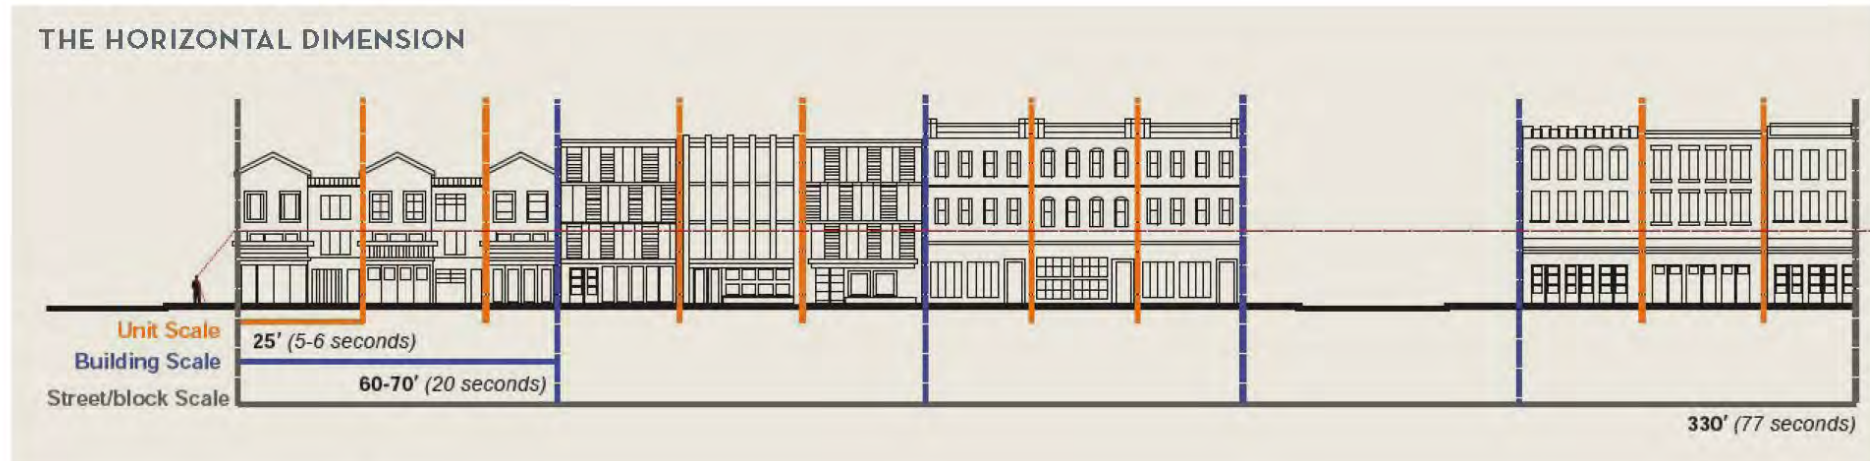 THE HORIZONTAL DIMENSION
Unit Scale
25' (5-6 seconds)
Building Scale
60-70' (20 seconds)
Street/block Scale
330' (77 seconds)